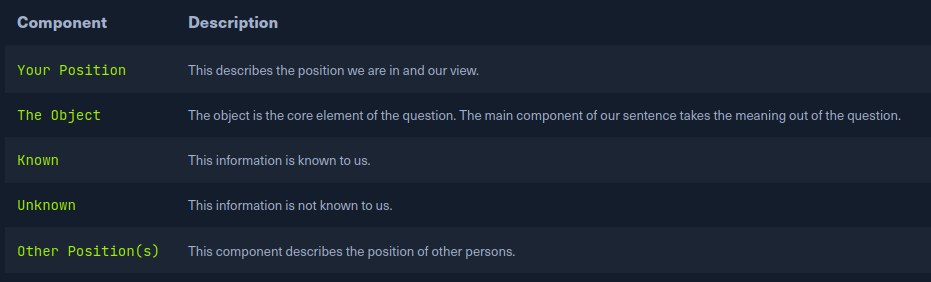 Component Description
Your Position This describes the position we are in and our view.
The Object The object is the core element of the question. The main component of our sentence takes the meaning out of the question.
Known This information is known to us.
Unknown This information is not known to us.
Other Position(s) This component describes the position of other persons.